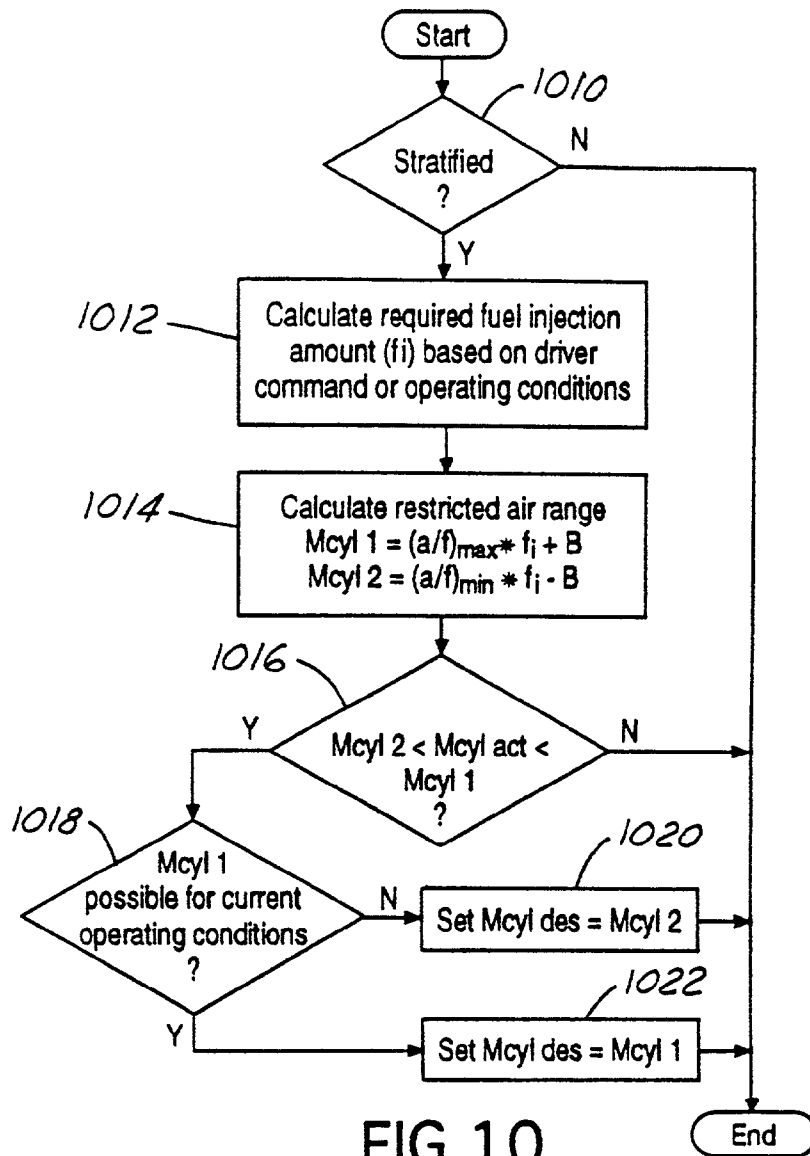 Start
1010
Stratified
?
N
Y
1012
Calculate required fuel injection
amount (fi) based on driver
command or operating conditions
1014
Calculate restricted air range
Mcyl 1 = (a/f)max* fi + B
Mcyl 2 = (a/f)min * fi - B
1016
Y
Mcyl 2 < Mcyl act <
Mcyl 1
?
N
1018
Mcyl 1
possible for current
operating conditions
?
N
1020
Set Mcyl des = Mcyl 2
Y
1022
Set Mcyl des = Mcyl 1
FIG.10
End